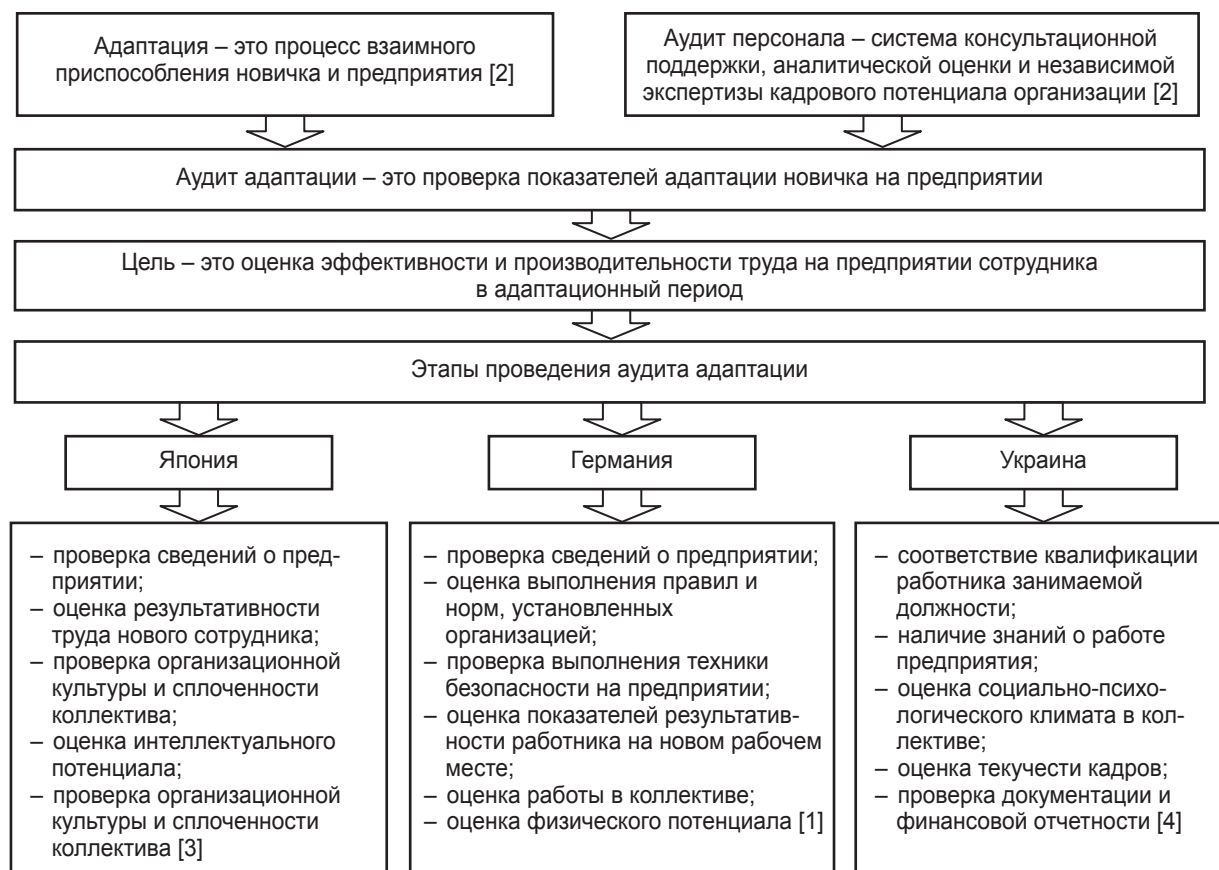 Адаптация – это процесс взаимного
приспособления новичка и предприятия [2]
Аудит персонала – система консультационной
поддержки, аналитической оценки и независимой
экспертизы кадрового потенциала организации [2]
Аудит адаптации – это проверка показателей адаптации новичка на предприятии
Цель – это оценка эффективности и производительности труда на предприятии сотрудника
в адаптационный период
Этапы проведения аудита адаптации
Япония
Германия
Украина
– проверка сведений о пред-
приятии;
– оценка результативности
труда нового сотрудника;
– проверка организационной
культуры и сплоченности
коллектива;
– оценка интеллектуального
потенциала;
– проверка организационной
культуры и сплоченности
коллектива [3]
– проверка сведений о предприятии;
– оценка выполнения правил и
норм, установленных
организацией;
– проверка выполнения техники
безопасности на предприятии;
– оценка показателей результатив-
ности работника на новом рабочем
месте;
– оценка работы в коллективе;
– оценка физического потенциала [1]
– соответствие квалификации
работника занимаемой
должности;
– наличие знаний о работе
предприятия;
– оценка социально-психо-
логического климата в кол-
лективе;
– оценка текучести кадров;
– проверка документации и
финансовой отчетности [4]